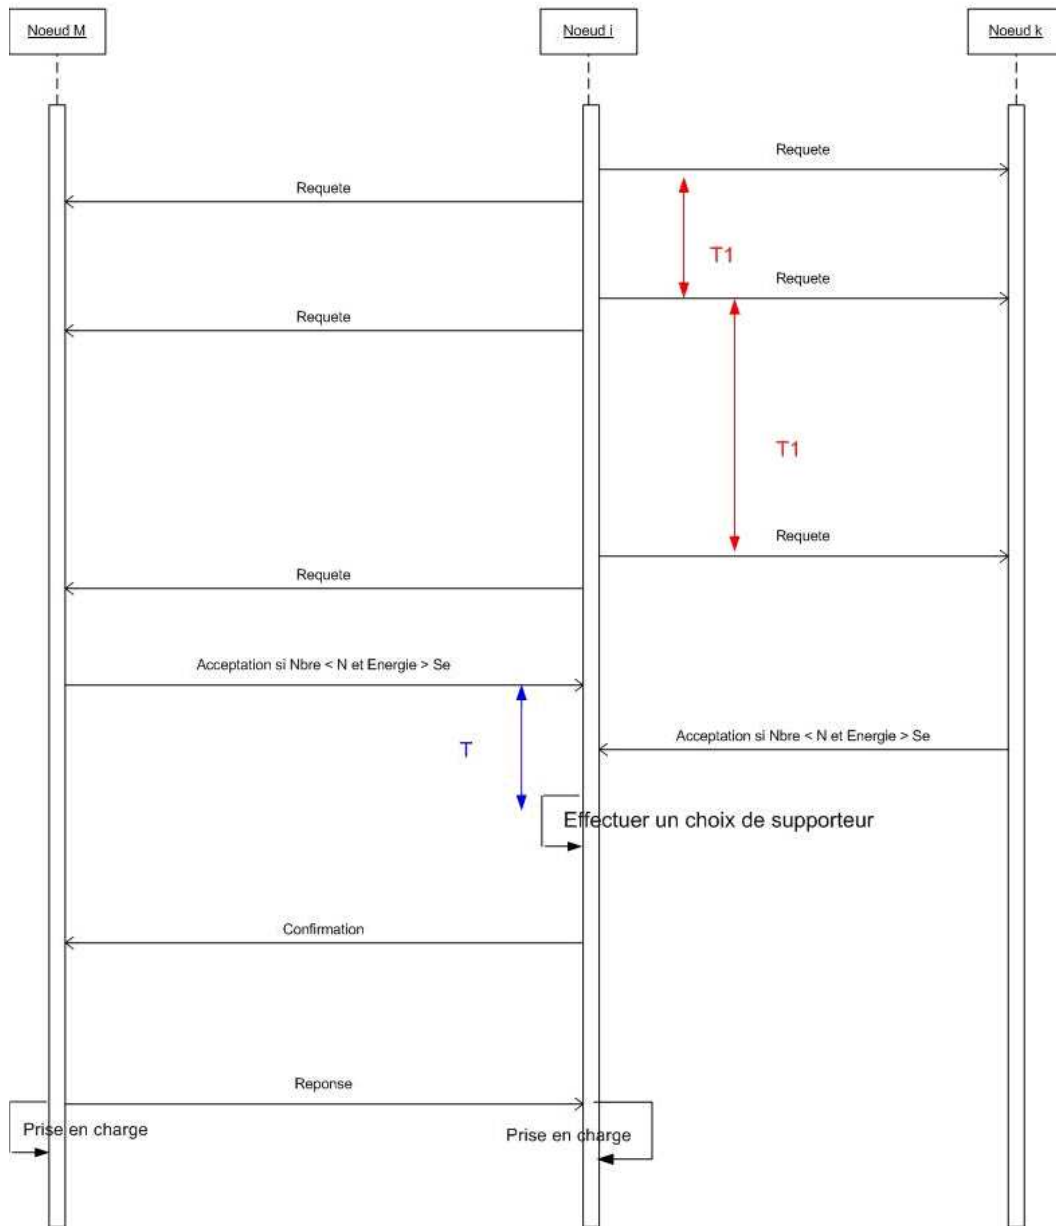 Noeud M
Noeud i
Noeud k
Requete
Requete
T1
Requete
Requete
T1
Requete
Requete
Acceptation si Nbre < N et Energie > Se
T
Acceptation si Nbre < N et Energie > Se
Effectuer un choix de supporteur
Confirmation
Reponse
Prise en charge
Prise en charge